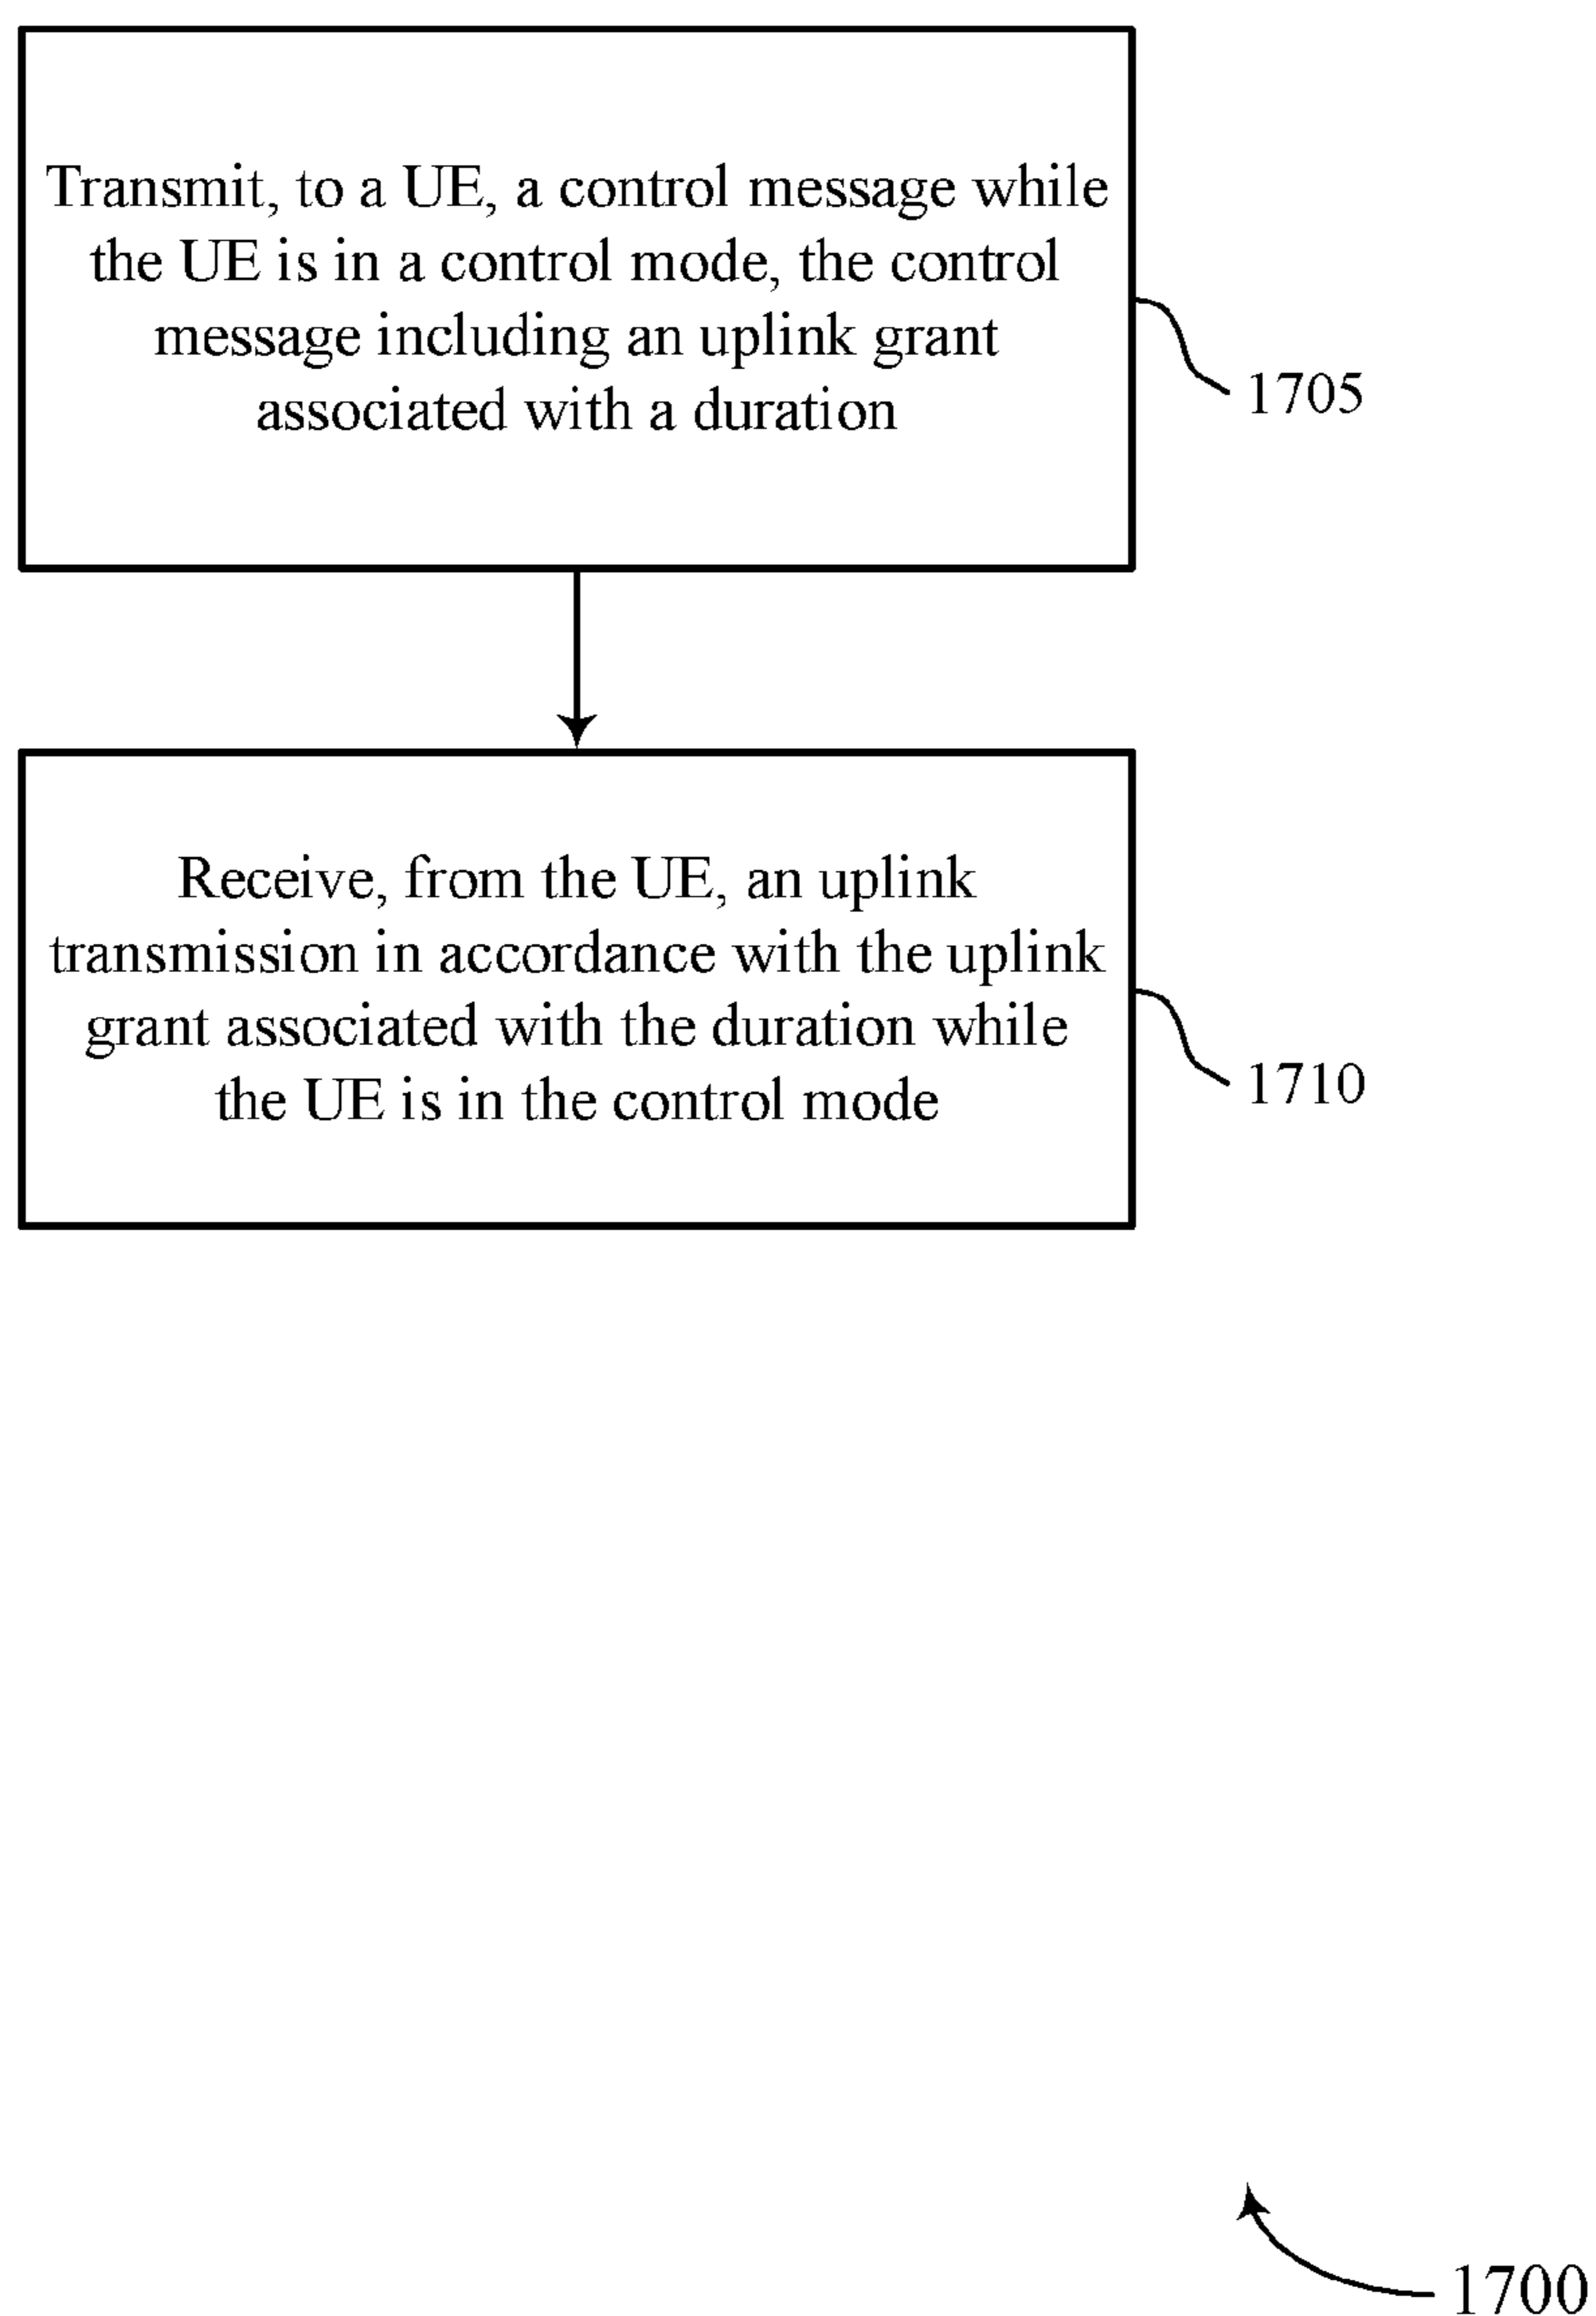 Transmit, to a UE, a control message while
the UE is in a control mode, the control
message including an uplink grant
associated with a duration
1705
Receive, from the UE, an uplink
transmission in accordance with the uplink
grant associated with the duration while
the UE is in the control mode
1710
1700